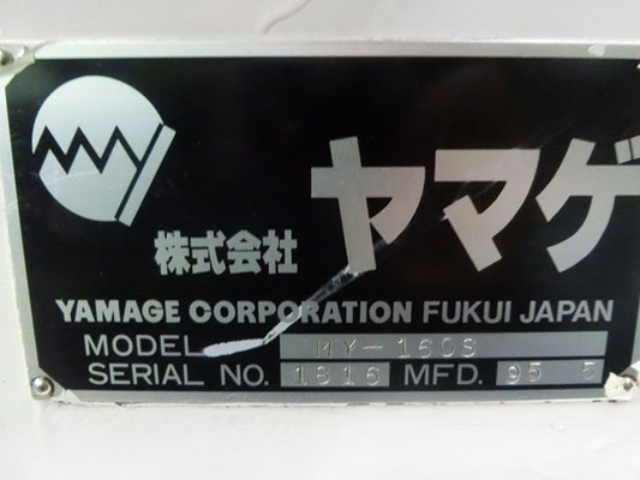 株式会社 ヤマゲ
YAMAGE CORPORATION FUKUI JAPAN
MODEL MY-160S
SERIAL NO. 1816 MFD. 95 5